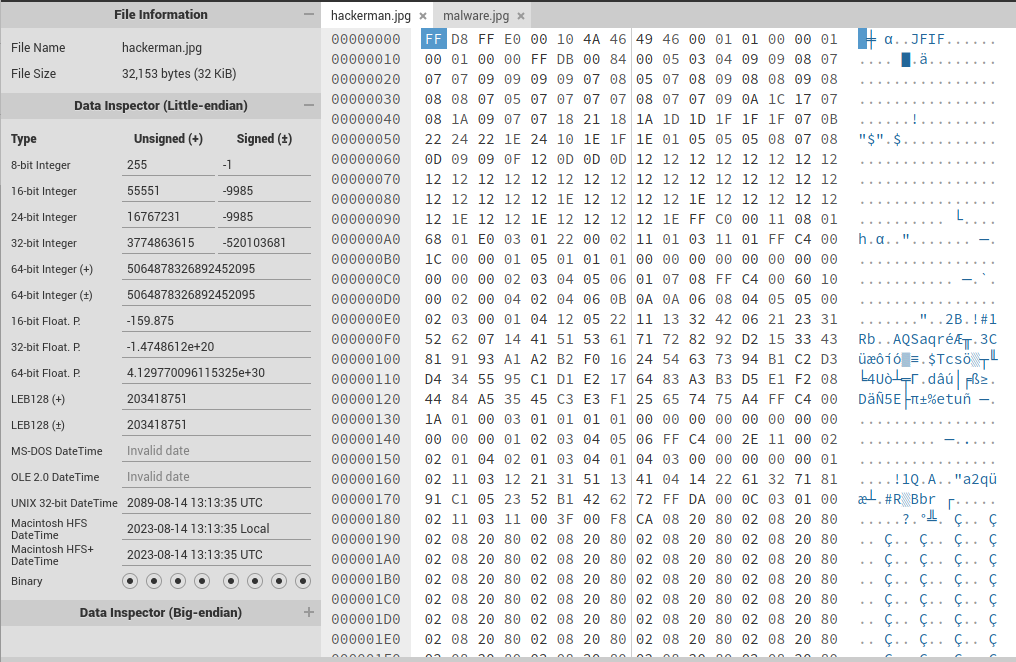 File Information
File Name hackerman.jpg
File Size 32,153 bytes (32 KiB)
Data Inspector (Little-endian)
Type Unsigned (+) Signed (±)
8-bit Integer 255 -1
16-bit Integer 55551 -9985
24-bit Integer 16767231 -9985
32-bit Integer 3774863615 -520103681
64-bit Integer (+) 5064878326892452095
64-bit Integer (±) 5064878326892452095
16-bit Float. P. -159.875
32-bit Float. P. -1.4748612e+20
64-bit Float. P. 4.129770096115325e+30
LEB128 (+) 203418751
LEB128 (±) 203418751
MS-DOS DateTime Invalid date
OLE 2.0 DateTime Invalid date
UNIX 32-bit DateTime 2089-08-14 13:13:35 UTC
Macintosh HFS DateTime 2023-08-14 13:13:35 Local
Macintosh HFS+ DateTime 2023-08-14 13:13:35 UTC
Binary
Data Inspector (Big-endian)
hackerman.jpg × malware.jpg ×
00000000 FF D8 FF E0 00 10 4A 46 49 46 00 01 01 00 00 01 ╪ α..JFIF......
00000010 00 01 00 00 FF DB 00 84 00 05 03 04 09 09 08 07 .... █.ä........
00000020 07 07 09 09 09 09 07 08 05 07 08 09 08 08 09 08 ................
00000030 08 08 07 05 07 07 07 07 08 07 07 09 0A 1C 17 07 ................
00000040 08 1A 09 07 07 18 21 18 1A 1D 1D 1F 1F 1F 07 0B ......!.........
00000050 22 24 22 1E 24 10 1E 1F 1E 01 05 05 05 08 07 08 "$".$...........
00000060 0D 09 09 0F 12 0D 0D 0D 12 12 12 12 12 12 12 12 ................
00000070 12 12 12 12 12 12 12 12 12 12 12 12 12 12 12 12 ................
00000080 12 12 12 12 12 1E 12 12 12 12 1E 12 12 12 12 12 ................
00000090 12 1E 12 12 1E 12 12 12 12 1E FF C0 00 11 08 01 .......... └....
000000A0 68 01 E0 03 01 22 00 02 11 01 03 11 01 FF C4 00 h.α.."....... ─.
000000B0 1C 00 00 01 05 01 01 01 00 00 00 00 00 00 00 00 ................
000000C0 00 00 00 02 03 04 05 06 01 07 08 FF C4 00 60 10 ........... ─.`.
000000D0 00 02 00 04 02 04 06 0B 0A 0A 06 08 04 05 05 00 ................
000000E0 02 03 00 01 04 12 05 22 11 13 32 42 06 21 23 31 ......."..2B.!#1
000000F0 52 62 07 14 41 51 53 61 71 72 82 92 D2 15 33 43 Rb..AQSaqréÆ╥.3C
00000100 81 91 93 A1 A2 B2 F0 16 24 54 63 73 94 B1 C2 D3 üæôíó▓≡.$Tcsö▒┬╙
00000110 D4 34 55 95 C1 D1 E2 17 64 83 A3 B3 D5 E1 F2 08 ╘4Uò┴╤Γ.dâú│╒ß≥.
00000120 44 84 A5 35 45 C3 E3 F1 25 65 74 75 A4 FF C4 00 DäÑ5E├π±%etuñ ─.
00000130 1A 01 00 03 01 01 01 01 00 00 00 00 00 00 00 00 ................
00000140 00 00 00 01 02 03 04 05 06 FF C4 00 2E 11 00 02 ......... ─.....
00000150 02 01 04 02 01 03 04 01 04 03 00 00 00 00 00 01 ................
00000160 02 11 03 12 21 31 51 13 41 04 14 22 61 32 71 81 ....!1Q.A.."a2qü
00000170 91 C1 05 23 52 B1 42 62 72 FF DA 00 0C 03 01 00 æ┴.#R▒Bbr ┌.....
00000180 02 11 03 11 00 3F 00 F8 CA 08 20 80 02 08 20 80 .....?.°╩. Ç.. Ç
00000190 02 08 20 80 02 08 20 80 02 08 20 80 02 08 20 80 .. Ç.. Ç.. Ç.. Ç
000001A0 02 08 20 80 02 08 20 80 02 08 20 80 02 08 20 80 .. Ç.. Ç.. Ç.. Ç
000001B0 02 08 20 80 02 08 20 80 02 08 20 80 02 08 20 80 .. Ç.. Ç.. Ç.. Ç
000001C0 02 08 20 80 02 08 20 80 02 08 20 80 02 08 20 80 .. Ç.. Ç.. Ç.. Ç
000001D0 02 08 20 80 02 08 20 80 02 08 20 80 02 08 20 80 .. Ç.. Ç.. Ç.. Ç
000001E0 02 08 20 80 02 08 20 80 02 08 20 80 02 08 20 80 .. Ç.. Ç.. Ç.. Ç